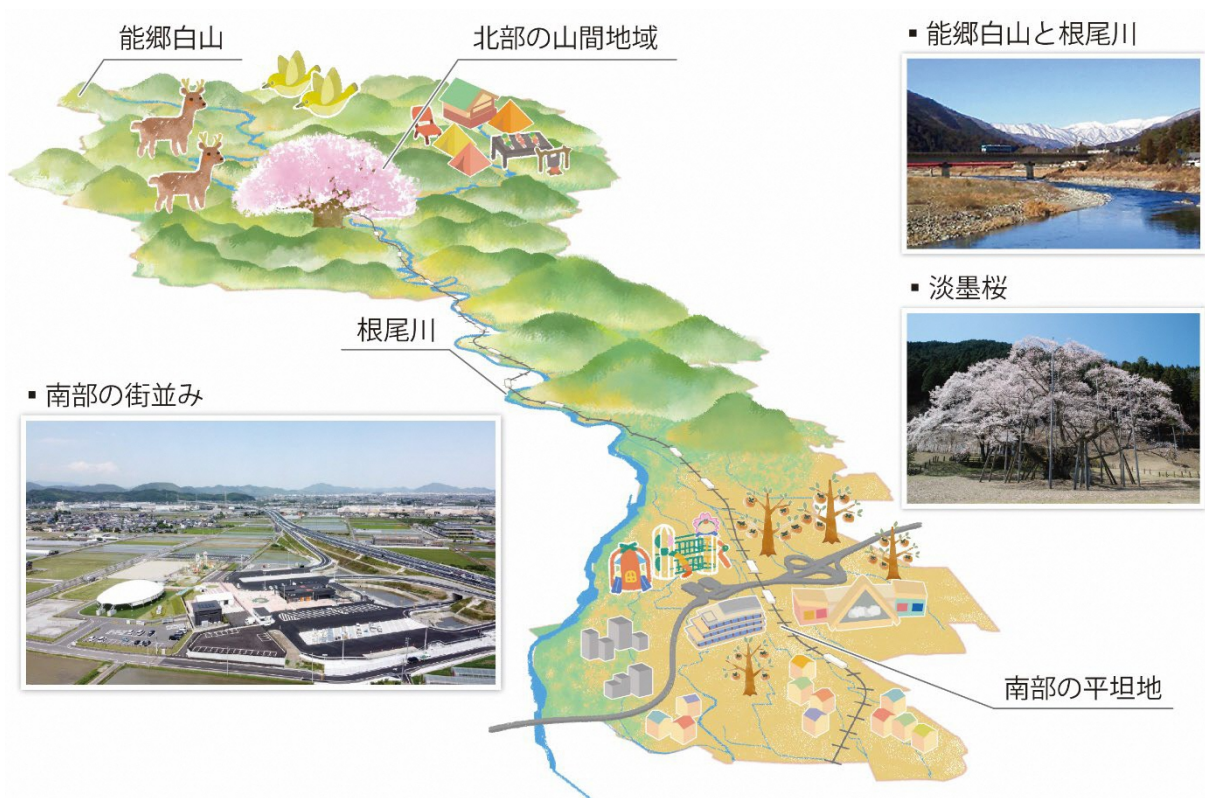 能郷白山
北部の山間地域
▪ 能郷白山と根尾川
▪ 淡墨桜
根尾川
▪ 南部の街並み
南部の平坦地